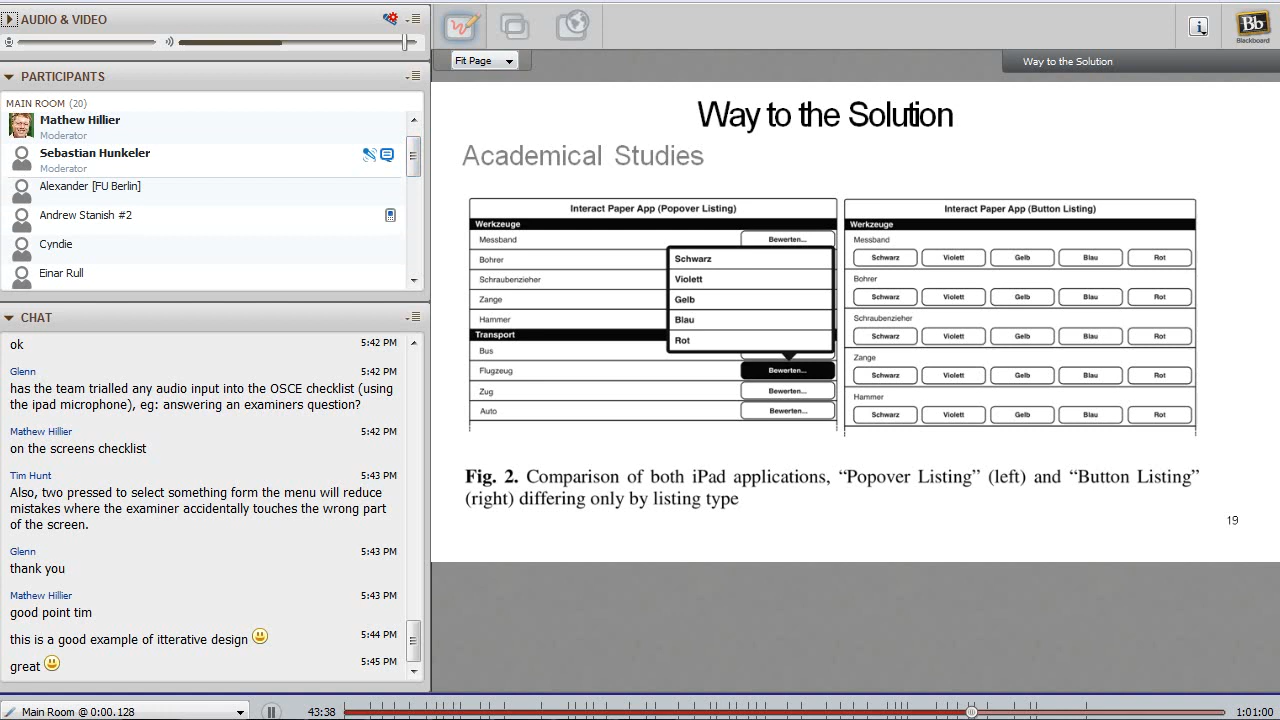 AUDIO & VIDEO
PARTICIPANTS
MAIN ROOM (20)
Mathew Hillier
Moderator
Sebastian Hunkeler
Moderator
Alexander [FU Berlin]
Andrew Stanish #2
Cyndie
Einar Rull
CHAT
ok 5:42 PM
Glenn 5:42 PM
has the team trialled any audio input into the OSCE checklist (using
the ipad microphone), eg: answering an examiners question?
Mathew Hillier 5:42 PM
on the screens checklist
Tim Hunt 5:43 PM
Also, two pressed to select something form the menu will reduce
mistakes where the examiner accidentally touches the wrong part
of the screen.
Glenn 5:43 PM
thank you
Mathew Hillier 5:43 PM
good point tim
this is a good example of itterative design 5:44 PM
great 5:45 PM
Main Room @ 0:00.128
43:38
1:01:00
Fit Page
Way to the Solution
Bb
Blackboard
Way to the Solution
Academical Studies
Interact Paper App (Popover Listing)
Werkzeuge
Messband Bewerten...
Bohrer
Schraubenzieher
Zange
Hammer
Schwarz
Violett
Gelb
Blau
Rot
Transport
Bus
Flugzeug Bewerten...
Zug Bewerten...
Auto Bewerten...
Interact Paper App (Button Listing)
Werkzeuge
Messband
Schwarz Violett Gelb Blau Rot
Bohrer
Schwarz Violett Gelb Blau Rot
Schraubenzieher
Schwarz Violett Gelb Blau Rot
Zange
Schwarz Violett Gelb Blau Rot
Hammer
Schwarz Violett Gelb Blau Rot
Fig. 2. Comparison of both iPad applications, “Popover Listing” (left) and “Button Listing”
(right) differing only by listing type
19